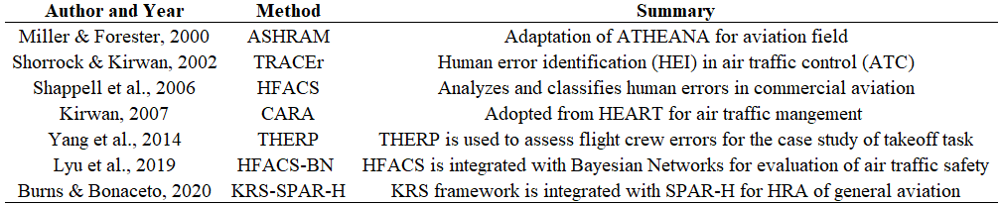 Author and Year Method Summary
Miller & Forester, 2000 ASHRAM Adaptation of ATHEANA for aviation field
Shorrock & Kirwan, 2002 TRACEr Human error identification (HEI) in air traffic control (ATC)
Shappell et al., 2006 HFACS Analyzes and classifies human errors in commercial aviation
Kirwan, 2007 CARA Adopted from HEART for air traffic mangement
Yang et al., 2014 THERP THERP is used to assess flight crew errors for the case study of takeoff task
Lyu et al., 2019 HFACS-BN HFACS is integrated with Bayesian Networks for evaluation of air traffic safety
Burns & Bonaceto, 2020 KRS-SPAR-H KRS framework is integrated with SPAR-H for HRA of general aviation